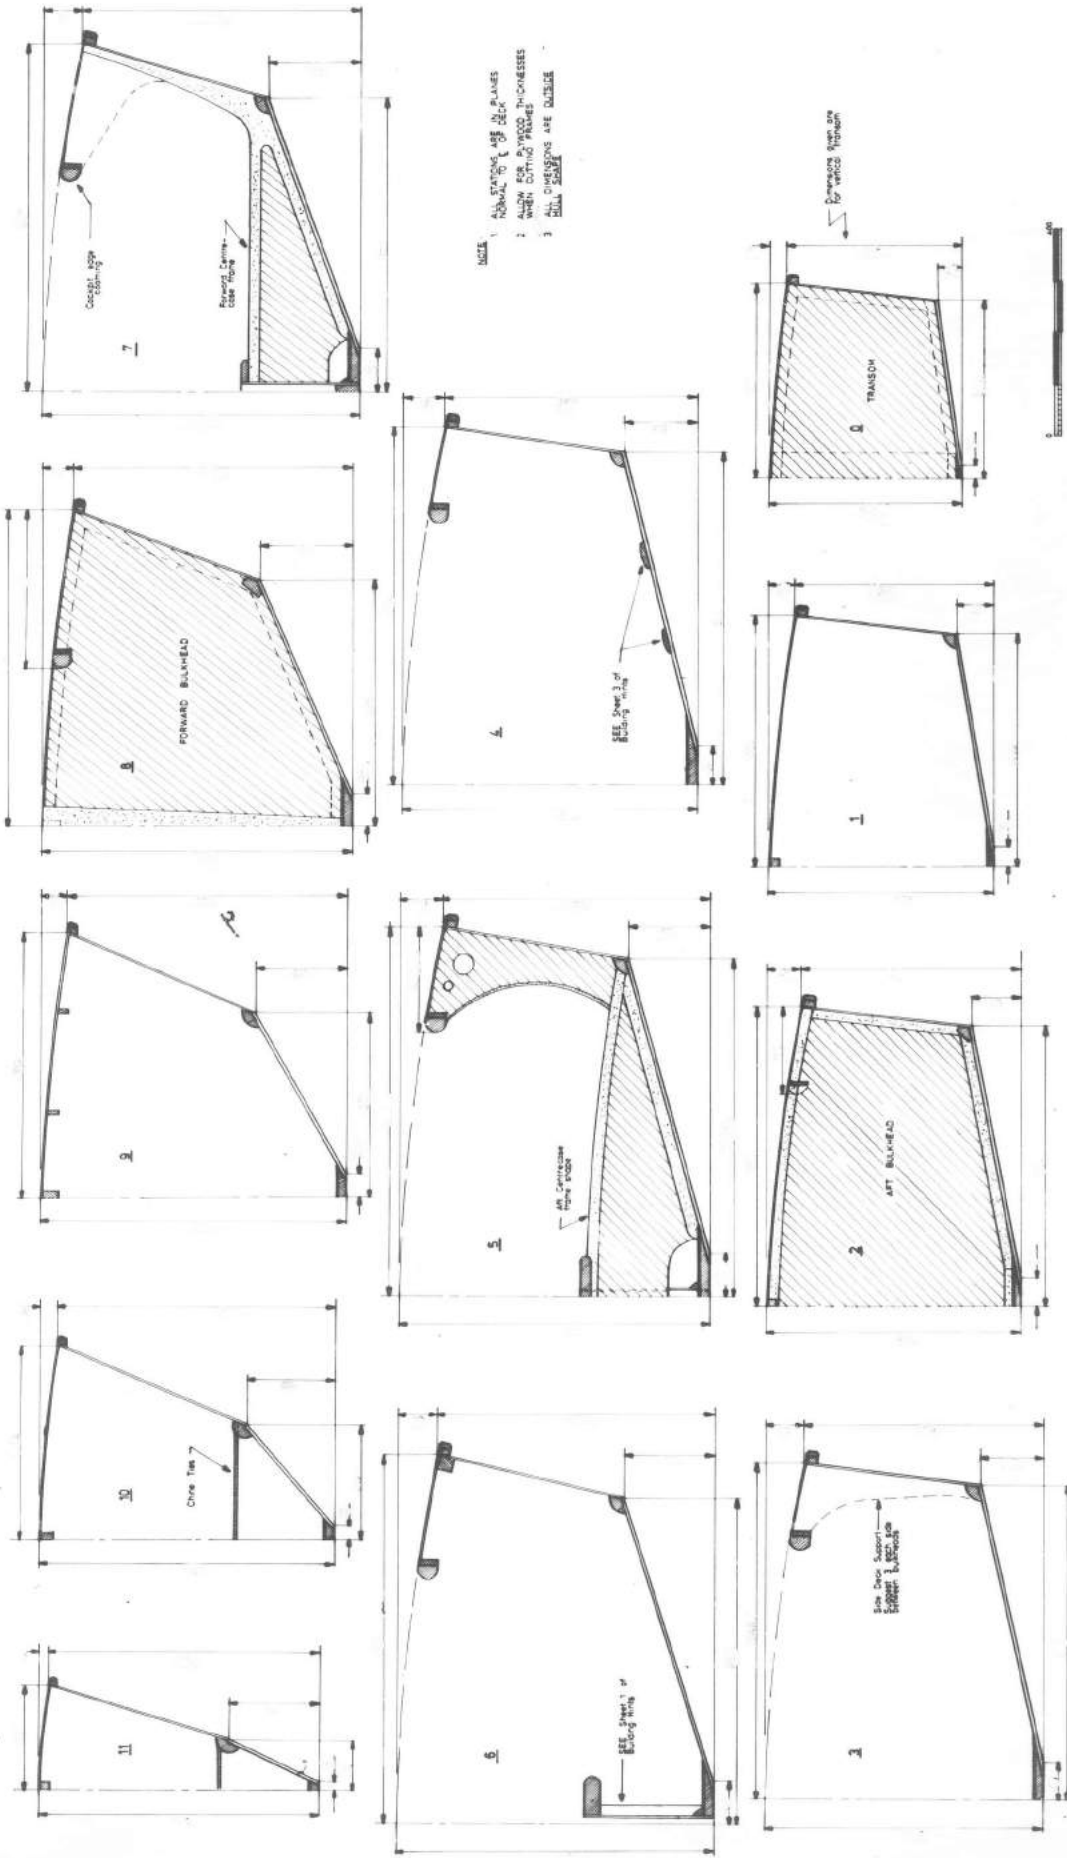 7
Cockpit edge
coaming
Forward Centre-
case frame
NOTE
1 ALL STATIONS ARE IN PLANES
NORMAL TO ℄ OF DECK
2 ALLOW FOR PLYWOOD THICKNESSES
WHEN CUTTING FRAMES
3 ALL DIMENSIONS ARE OUTSIDE
HULL SHAPE
8
FORWARD BULKHEAD
4
SEE Sheet 3 of
Building Hints
0
TRANSOM
Dimensions given are
for vertical transom
0
400
9
5
Aft Centrecase
frame shape
1
10
Chine Ties
2
AFT BULKHEAD
11
6
SEE Sheet 1 of
Building Hints
3
Side Deck Support
Suggest 3 each side
between bulkheads